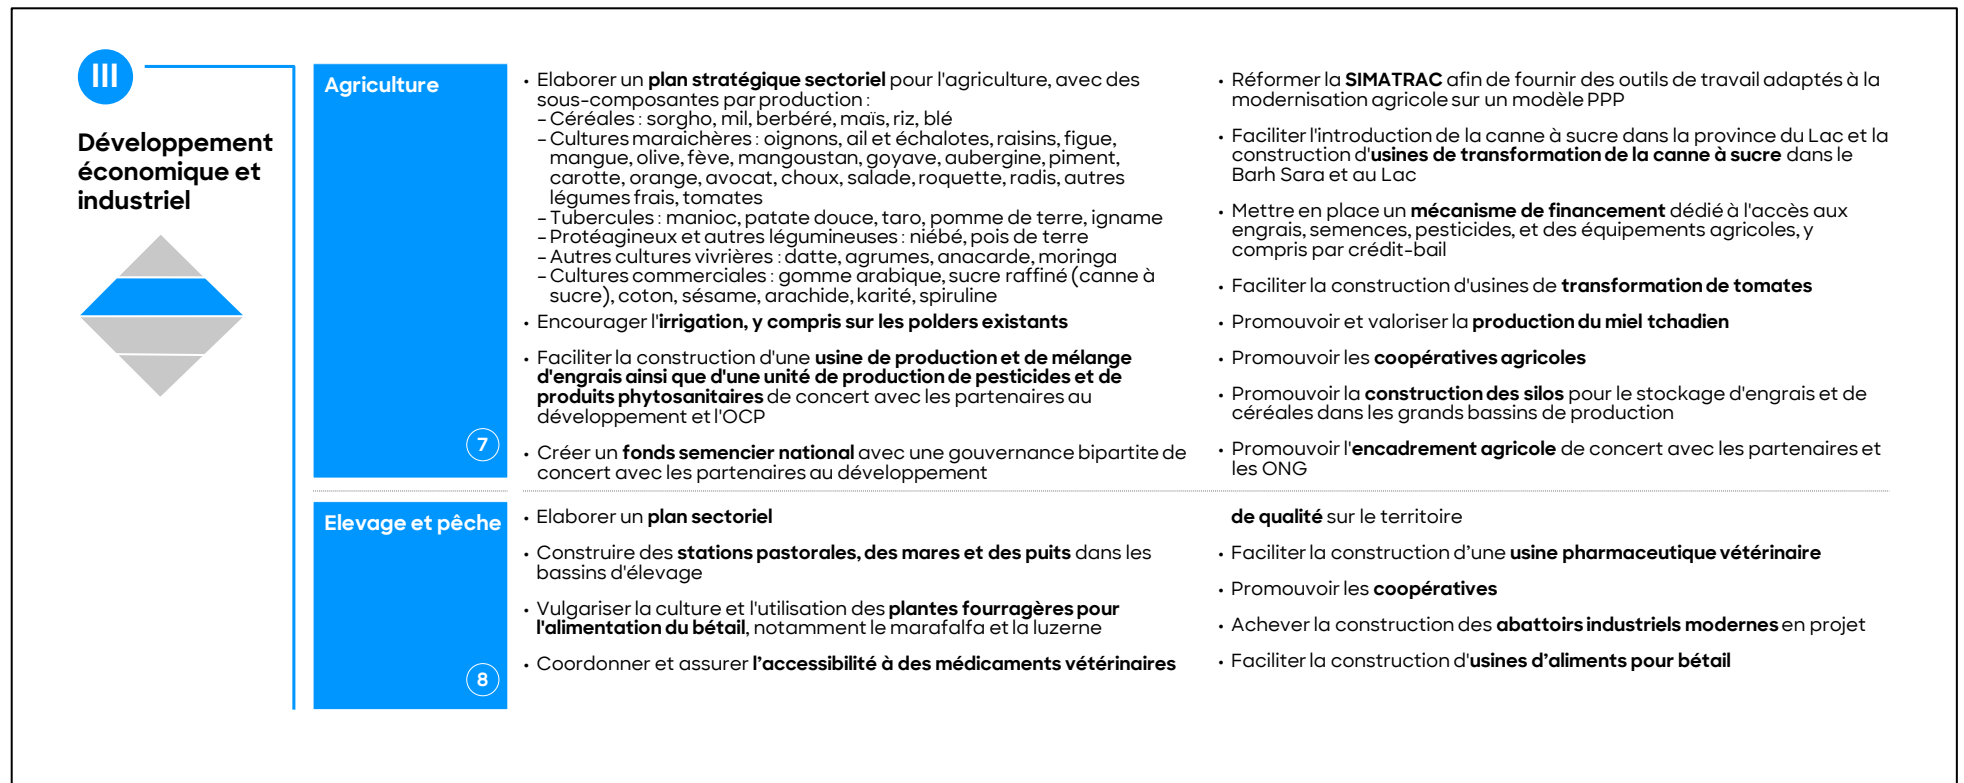 III
Développement
économique et
industriel
Agriculture
7
• Elaborer un plan stratégique sectoriel pour l'agriculture, avec des
sous-composantes par production :
– Céréales : sorgho, mil, berbéré, maïs, riz, blé
– Cultures maraichères : oignons, ail et échalotes, raisins, figue,
mangue, olive, fève, mangoustan, goyave, aubergine, piment,
carotte, orange, avocat, choux, salade, roquette, radis, autres
légumes frais, tomates
– Tubercules : manioc, patate douce, taro, pomme de terre, igname
– Protéagineux et autres légumineuses : niébé, pois de terre
– Autres cultures vivrières : datte, agrumes, anacarde, moringa
– Cultures commerciales : gomme arabique, sucre raffiné (canne à
sucre), coton, sésame, arachide, karité, spiruline
• Encourager l'irrigation, y compris sur les polders existants
• Faciliter la construction d'une usine de production et de mélange
d'engrais ainsi que d'une unité de production de pesticides et de
produits phytosanitaires de concert avec les partenaires au
développement et l'OCP
• Créer un fonds semencier national avec une gouvernance bipartite de
concert avec les partenaires au développement
• Réformer la SIMATRAC afin de fournir des outils de travail adaptés à la
modernisation agricole sur un modèle PPP
• Faciliter l'introduction de la canne à sucre dans la province du Lac et la
construction d'usines de transformation de la canne à sucre dans le
Barh Sara et au Lac
• Mettre en place un mécanisme de financement dédié à l'accès aux
engrais, semences, pesticides, et des équipements agricoles, y
compris par crédit-bail
• Faciliter la construction d'usines de transformation de tomates
• Promouvoir et valoriser la production du miel tchadien
• Promouvoir les coopératives agricoles
• Promouvoir la construction des silos pour le stockage d'engrais et de
céréales dans les grands bassins de production
• Promouvoir l'encadrement agricole de concert avec les partenaires et
les ONG
Elevage et pêche
8
• Elaborer un plan sectoriel
• Construire des stations pastorales, des mares et des puits dans les
bassins d'élevage
• Vulgariser la culture et l'utilisation des plantes fourragères pour
l'alimentation du bétail, notamment le marafalfa et la luzerne
• Coordonner et assurer l’accessibilité à des médicaments vétérinaires
de qualité sur le territoire
• Faciliter la construction d’une usine pharmaceutique vétérinaire
• Promouvoir les coopératives
• Achever la construction des abattoirs industriels modernes en projet
• Faciliter la construction d'usines d’aliments pour bétail